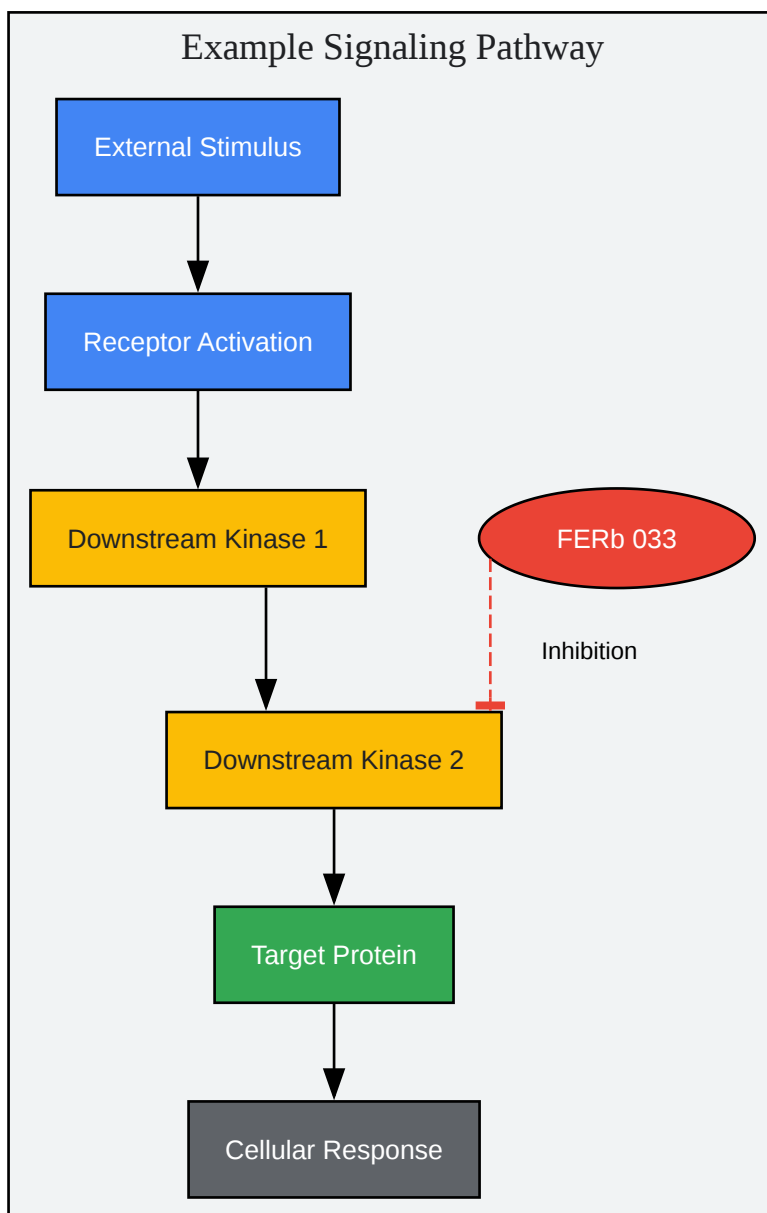 Example Signaling Pathway
External Stimulus
Receptor Activation
Downstream Kinase 1
FERb 033
Inhibition
Downstream Kinase 2
Target Protein
Cellular Response